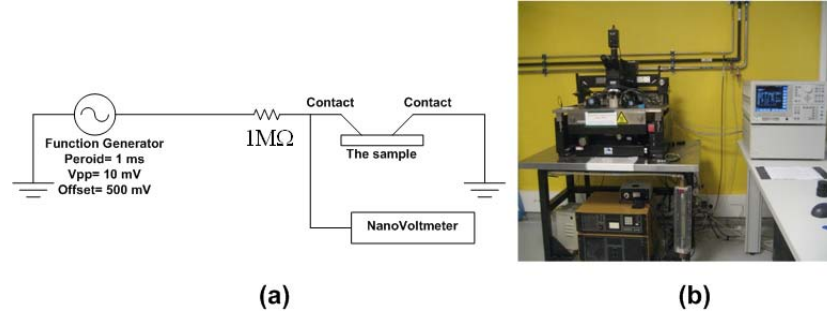 Function Generator
Peroid= 1 ms
Vpp= 10 mV
Offset= 500 mV
1MΩ
Contact
Contact
The sample
NanoVoltmeter
(a)
(b)